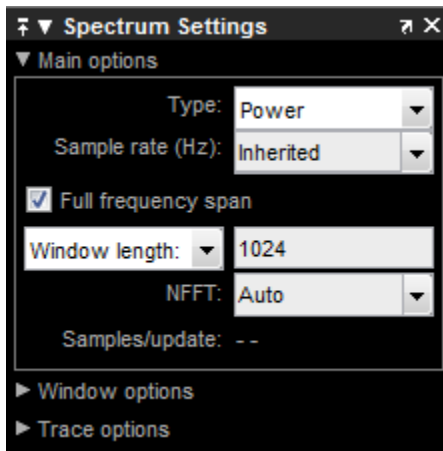 Spectrum Settings
Main options
Type: Power
Sample rate (Hz): Inherited
Full frequency span
Window length: 1024
NFFT: Auto
Samples/update: --
Window options
Trace options